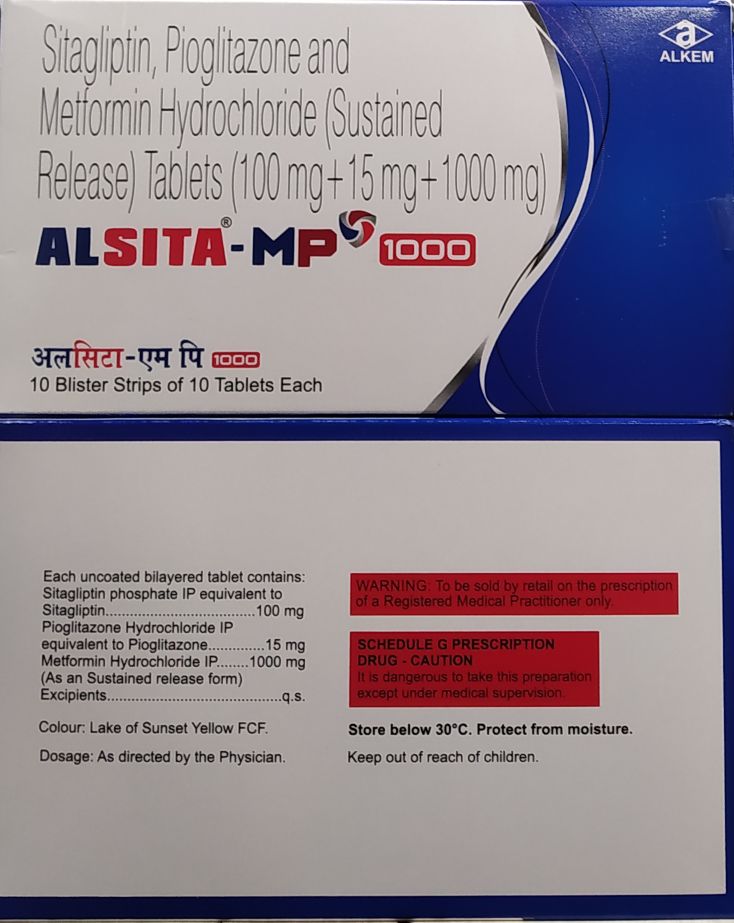 Sitagliptin, Pioglitazone and
Metformin Hydrochloride (Sustained
Release) Tablets (100 mg+15 mg+1000 mg)
ALSITA®-MP 1000
अलसिटा-एम पि 1000
10 Blister Strips of 10 Tablets Each
a
ALKEM
Each uncoated bilayered tablet contains:
Sitagliptin phosphate IP equivalent to
Sitagliptin..................................100 mg
Pioglitazone Hydrochloride IP
equivalent to Pioglitazone.............15 mg
Metformin Hydrochloride IP........1000 mg
(As an Sustained release form)
Excipients........................................q.s.
Colour: Lake of Sunset Yellow FCF.
Dosage: As directed by the Physician.
WARNING: To be sold by retail on the prescription
of a Registered Medical Practitioner only.
SCHEDULE G PRESCRIPTION
DRUG - CAUTION
It is dangerous to take this preparation
except under medical supervision.
Store below 30°C. Protect from moisture.
Keep out of reach of children.